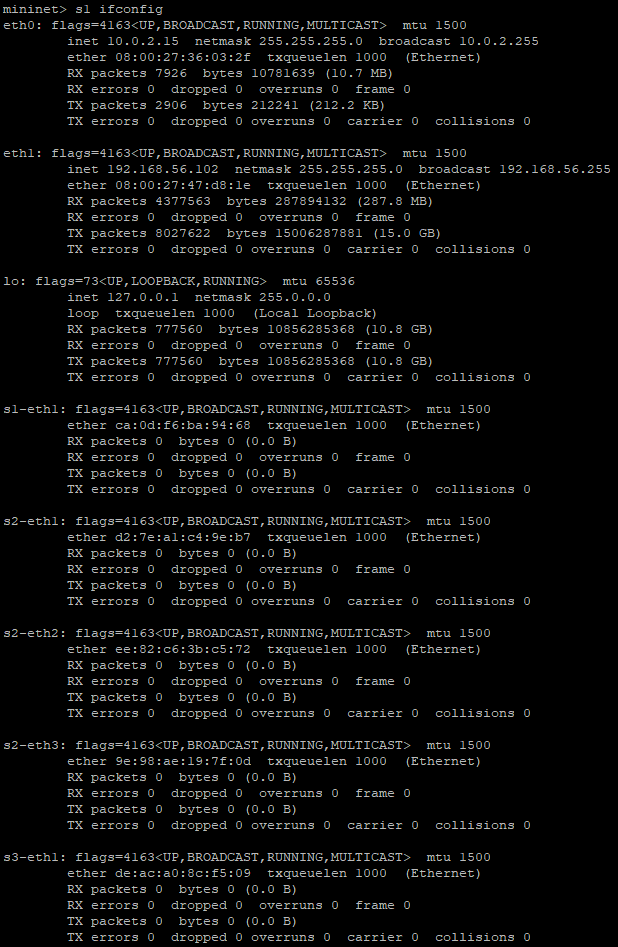 mininet> s1 ifconfig
eth0: flags=4163<UP,BROADCAST,RUNNING,MULTICAST>  mtu 1500
        inet 10.0.2.15  netmask 255.255.255.0  broadcast 10.0.2.255
        ether 08:00:27:36:03:2f  txqueuelen 1000  (Ethernet)
        RX packets 7926  bytes 10781639 (10.7 MB)
        RX errors 0  dropped 0  overruns 0  frame 0
        TX packets 2906  bytes 212241 (212.2 KB)
        TX errors 0  dropped 0 overruns 0  carrier 0  collisions 0

eth1: flags=4163<UP,BROADCAST,RUNNING,MULTICAST>  mtu 1500
        inet 192.168.56.102  netmask 255.255.255.0  broadcast 192.168.56.255
        ether 08:00:27:47:d8:1e  txqueuelen 1000  (Ethernet)
        RX packets 4377563  bytes 287894132 (287.8 MB)
        RX errors 0  dropped 0  overruns 0  frame 0
        TX packets 8027622  bytes 15006287881 (15.0 GB)
        TX errors 0  dropped 0 overruns 0  carrier 0  collisions 0

lo: flags=73<UP,LOOPBACK,RUNNING>  mtu 65536
        inet 127.0.0.1  netmask 255.0.0.0
        loop  txqueuelen 1000  (Local Loopback)
        RX packets 777560  bytes 10856285368 (10.8 GB)
        RX errors 0  dropped 0  overruns 0  frame 0
        TX packets 777560  bytes 10856285368 (10.8 GB)
        TX errors 0  dropped 0 overruns 0  carrier 0  collisions 0

s1-eth1: flags=4163<UP,BROADCAST,RUNNING,MULTICAST>  mtu 1500
        ether ca:0d:f6:ba:94:68  txqueuelen 1000  (Ethernet)
        RX packets 0  bytes 0 (0.0 B)
        RX errors 0  dropped 0  overruns 0  frame 0
        TX packets 0  bytes 0 (0.0 B)
        TX errors 0  dropped 0 overruns 0  carrier 0  collisions 0

s2-eth1: flags=4163<UP,BROADCAST,RUNNING,MULTICAST>  mtu 1500
        ether d2:7e:a1:c4:9e:b7  txqueuelen 1000  (Ethernet)
        RX packets 0  bytes 0 (0.0 B)
        RX errors 0  dropped 0  overruns 0  frame 0
        TX packets 0  bytes 0 (0.0 B)
        TX errors 0  dropped 0 overruns 0  carrier 0  collisions 0

s2-eth2: flags=4163<UP,BROADCAST,RUNNING,MULTICAST>  mtu 1500
        ether ee:82:c6:3b:c5:72  txqueuelen 1000  (Ethernet)
        RX packets 0  bytes 0 (0.0 B)
        RX errors 0  dropped 0  overruns 0  frame 0
        TX packets 0  bytes 0 (0.0 B)
        TX errors 0  dropped 0 overruns 0  carrier 0  collisions 0

s2-eth3: flags=4163<UP,BROADCAST,RUNNING,MULTICAST>  mtu 1500
        ether 9e:98:ae:19:7f:0d  txqueuelen 1000  (Ethernet)
        RX packets 0  bytes 0 (0.0 B)
        RX errors 0  dropped 0  overruns 0  frame 0
        TX packets 0  bytes 0 (0.0 B)
        TX errors 0  dropped 0 overruns 0  carrier 0  collisions 0

s3-eth1: flags=4163<UP,BROADCAST,RUNNING,MULTICAST>  mtu 1500
        ether de:ac:a0:8c:f5:09  txqueuelen 1000  (Ethernet)
        RX packets 0  bytes 0 (0.0 B)
        RX errors 0  dropped 0  overruns 0  frame 0
        TX packets 0  bytes 0 (0.0 B)
        TX errors 0  dropped 0 overruns 0  carrier 0  collisions 0